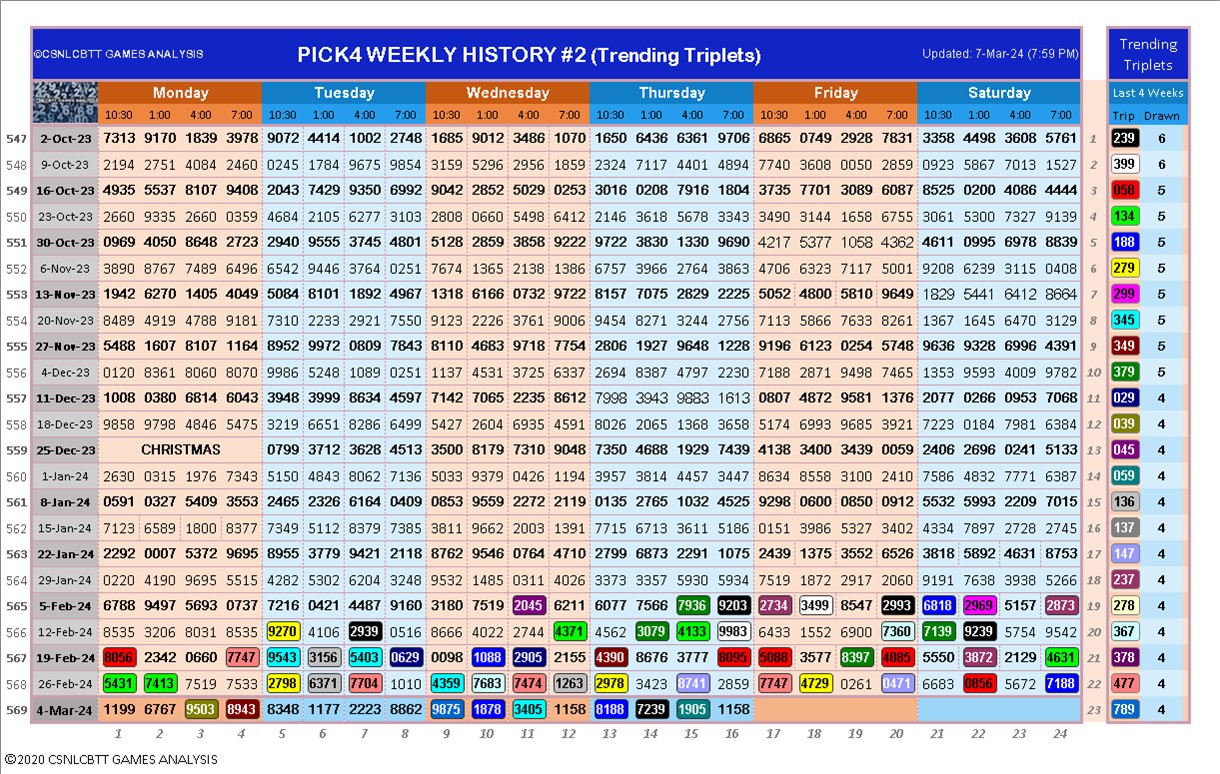 ©CSNLCBTT GAMES ANALYSIS PICK4 WEEKLY HISTORY #2 (Trending Triplets) Updated: 7-Mar-24 (7:59 PM) Trending Triplets
Monday Tuesday Wednesday Thursday Friday Saturday Last 4 Weeks
10:30 1:00 4:00 7:00 10:30 1:00 4:00 7:00 10:30 1:00 4:00 7:00 10:30 1:00 4:00 7:00 10:30 1:00 4:00 7:00 10:30 1:00 4:00 7:00 Trip Drawn
547 2-Oct-23 7313 9170 1839 3978 9072 4414 1002 2748 1685 9012 3486 1070 1650 6436 6361 9706 6865 0749 2928 7831 3358 4498 3608 5761 1 239 6
548 9-Oct-23 2194 2751 4084 2460 0245 1784 9675 9854 3159 5296 2956 1859 2324 7117 4401 4894 7740 3608 0050 2859 0923 5867 7013 1527 2 399 6
549 16-Oct-23 4935 5537 8107 9408 2043 7429 9350 6992 9042 2852 5029 0253 3016 0208 7916 1804 3735 7701 3089 6087 8525 0200 4086 4444 3 058 5
550 23-Oct-23 2660 9335 2660 0359 4684 2105 6277 3103 2808 0660 5498 6412 2146 3618 5678 3343 3490 3144 1658 6755 3061 5300 7327 9139 4 134 5
551 30-Oct-23 0969 4050 8648 2723 2940 9555 3745 4801 5128 2859 3858 9222 9722 3830 1330 9690 4217 5377 1058 4362 4611 0995 6978 8839 5 188 5
552 6-Nov-23 3890 8767 7489 6496 6542 9446 3764 0251 7674 1365 2138 1386 6757 3966 2764 3863 4706 6323 7117 5001 9208 6239 3115 0408 6 279 5
553 13-Nov-23 1942 6270 1405 4049 5084 8101 1892 4967 1318 6166 0732 9722 8157 7075 2929 2225 5052 4800 5810 9649 1829 5441 6412 8664 7 299 5
554 20-Nov-23 8489 4919 4788 9181 7310 2233 2921 7550 9123 2226 3761 9006 9454 8271 3244 2756 7113 5866 7633 8261 1367 1645 6470 3129 8 345 5
555 27-Nov-23 5488 1607 8107 1164 8952 9972 0809 7843 8110 4683 9718 7754 2806 1927 9648 1228 9196 6123 0254 5748 9636 9328 6996 4391 9 349 5
556 4-Dec-23 0120 8361 8060 8070 9986 5248 1089 0251 1137 4531 3725 6337 2694 8387 4797 2230 7188 2871 9498 7465 1353 9593 4009 9782 10 379 5
557 11-Dec-23 1008 0380 6814 6043 3948 3999 8634 4597 7142 7065 2235 8612 7998 3943 9883 1613 0807 4872 9581 1376 2077 0266 0953 7068 11 029 4
558 18-Dec-23 9858 9798 4846 5475 3219 6651 8286 6499 5427 2604 6935 4591 8026 2065 1368 3658 5174 6993 9682 3921 7223 0184 7981 6384 12 039 4
559 25-Dec-23 CHRISTMAS 0799 3712 3628 4513 3500 8179 7310 9048 7350 4688 1929 7439 4138 3400 3439 0059 2406 2696 0241 5133 13 045 4
560 1-Jan-24 2630 0315 1976 7343 5150 4843 8062 7136 5033 9379 0426 1194 3957 3814 4457 3447 8634 8558 3100 2410 7586 4832 7771 6387 14 059 4
561 8-Jan-24 0591 0327 5409 3553 2465 2326 6164 0409 0853 9559 2272 2119 0135 2765 1032 4525 9298 0600 0850 0912 5532 5993 2209 7015 15 136 4
562 15-Jan-24 7123 6589 1800 8377 7349 5112 8379 7385 3811 9662 2003 1391 7715 6713 3611 5186 0151 3986 5327 3402 4334 7897 2728 2745 16 137 4
563 22-Jan-24 2292 0007 5372 9695 8955 3779 9421 2118 8762 9546 0764 4710 2799 6873 2291 1075 2439 1375 3552 6526 3818 5892 4631 8753 17 147 4
564 29-Jan-24 0220 4190 9695 5515 4282 5302 6204 3248 9532 1485 0311 4026 3373 3357 5930 5934 7519 1872 2917 2060 9191 7638 3938 5266 18 237 4
565 5-Feb-24 6788 9497 5693 0737 7216 0421 4487 9160 3180 7519 2045 6211 6077 7566 7936 9203 2734 3499 8547 2993 6818 2969 5157 2873 19 278 4
566 12-Feb-24 8535 3206 8031 8535 9270 4106 2939 0516 8666 4022 2744 4371 4562 3079 4133 9983 6433 1552 6900 7360 7139 9239 5754 9542 20 367 4
567 19-Feb-24 8056 2342 0660 7747 9543 3156 5403 0629 0098 1088 2905 2155 4390 8676 3777 8095 5088 3577 8397 4085 5550 3872 2129 4631 21 378 4
568 26-Feb-24 5431 7413 7519 7533 2798 6371 7704 1010 4359 7683 7474 1263 2978 3423 8741 2859 7747 4729 0261 0471 6683 0856 5672 7188 22 477 4
569 4-Mar-24 1199 6767 9503 8943 8348 1177 2223 8862 9875 1878 3405 1158 8188 7239 1905 1158 23 789 4
1 2 3 4 5 6 7 8 9 10 11 12 13 14 15 16 17 18 19 20 21 22 23 24
©2020 CSNLCBTT GAMES ANALYSIS